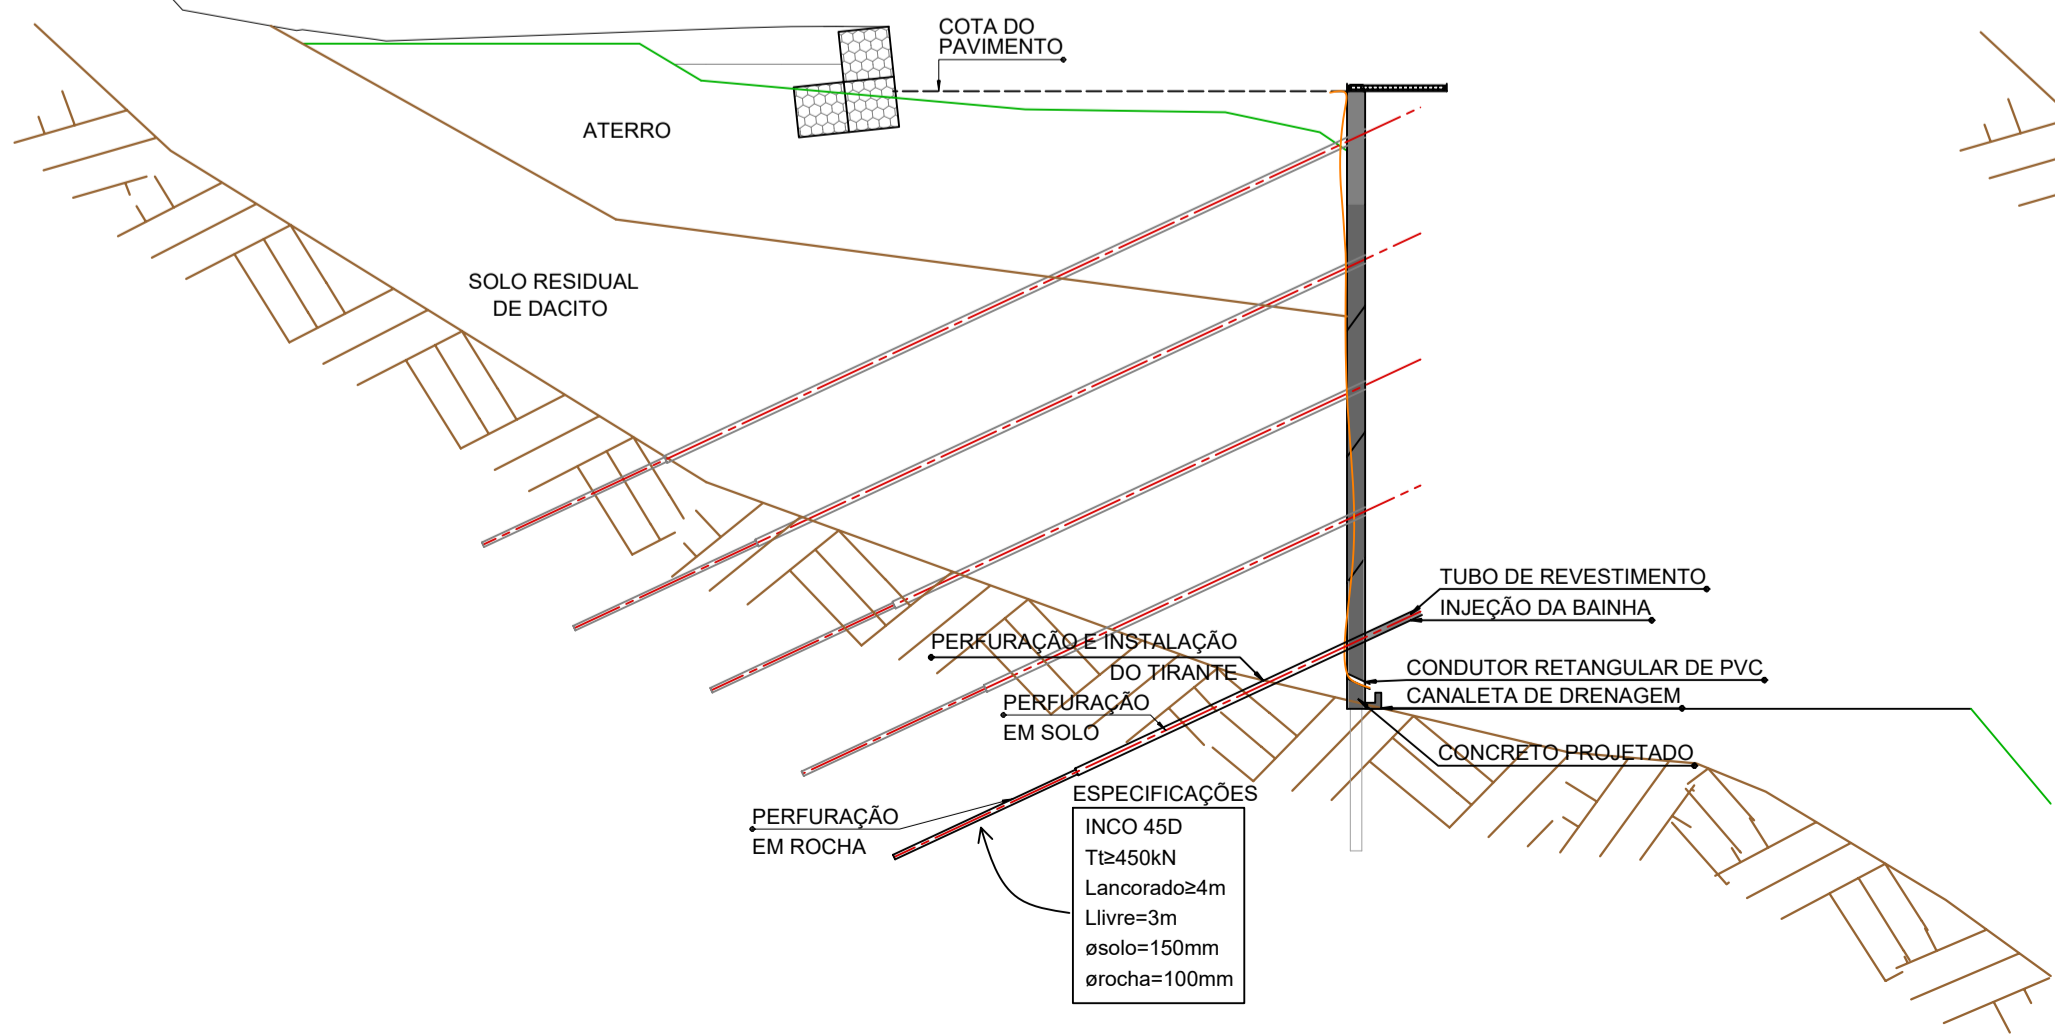 COTA DO
PAVIMENTO
ATERRO
SOLO RESIDUAL
DE DACITO
TUBO DE REVESTIMENTO
INJEÇÃO DA BAINHA
PERFURAÇÃO E INSTALAÇÃO
DO TIRANTE
CONDUTOR RETANGULAR DE PVC
CANALETA DE DRENAGEM
PERFURAÇÃO
EM SOLO
CONCRETO PROJETADO
PERFURAÇÃO
EM ROCHA
ESPECIFICAÇÕES
INCO 45D
Tt≥450kN
Lancorado≥4m
Llivre=3m
øsolo=150mm
ørocha=100mm